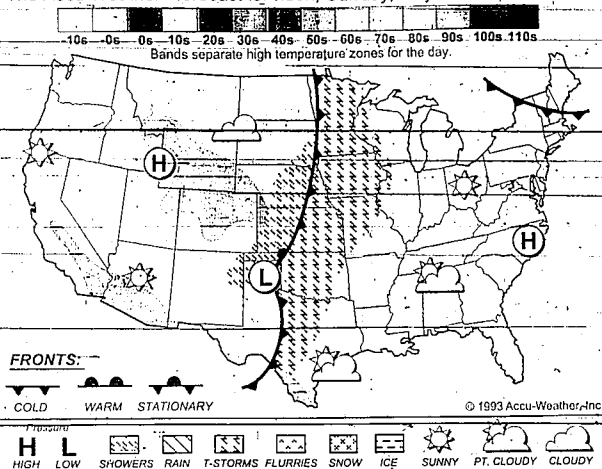 -10s -0s 0s 10s 20s 30s 40s 50s 60s 70s 80s 90s 100s 110s
Bands separate high temperature zones for the day.
H
H
L
FRONTS:
COLD WARM STATIONARY
© 1993 Accu-Weather, Inc
Pressure
H L
HIGH LOW SHOWERS RAIN T-STORMS FLURRIES SNOW ICE SUNNY PT. CLOUDY CLOUDY